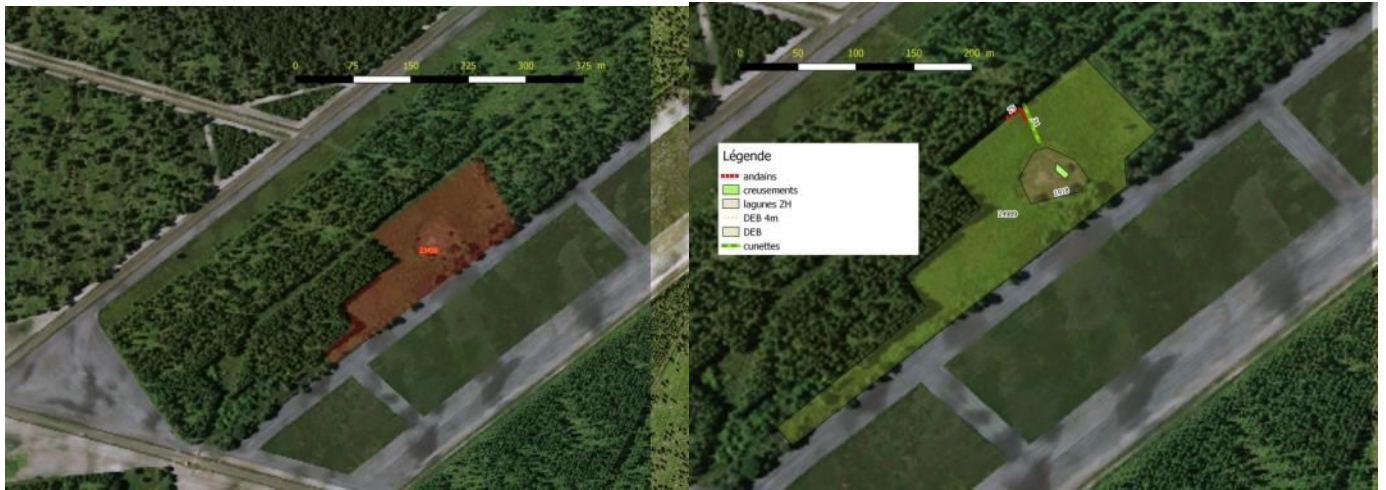 0 75 150 225 300 375 m
0 50 100 150 200 m
Légende
andains
creusements
lagunes ZH
DEB 4m
DEB
cunettes